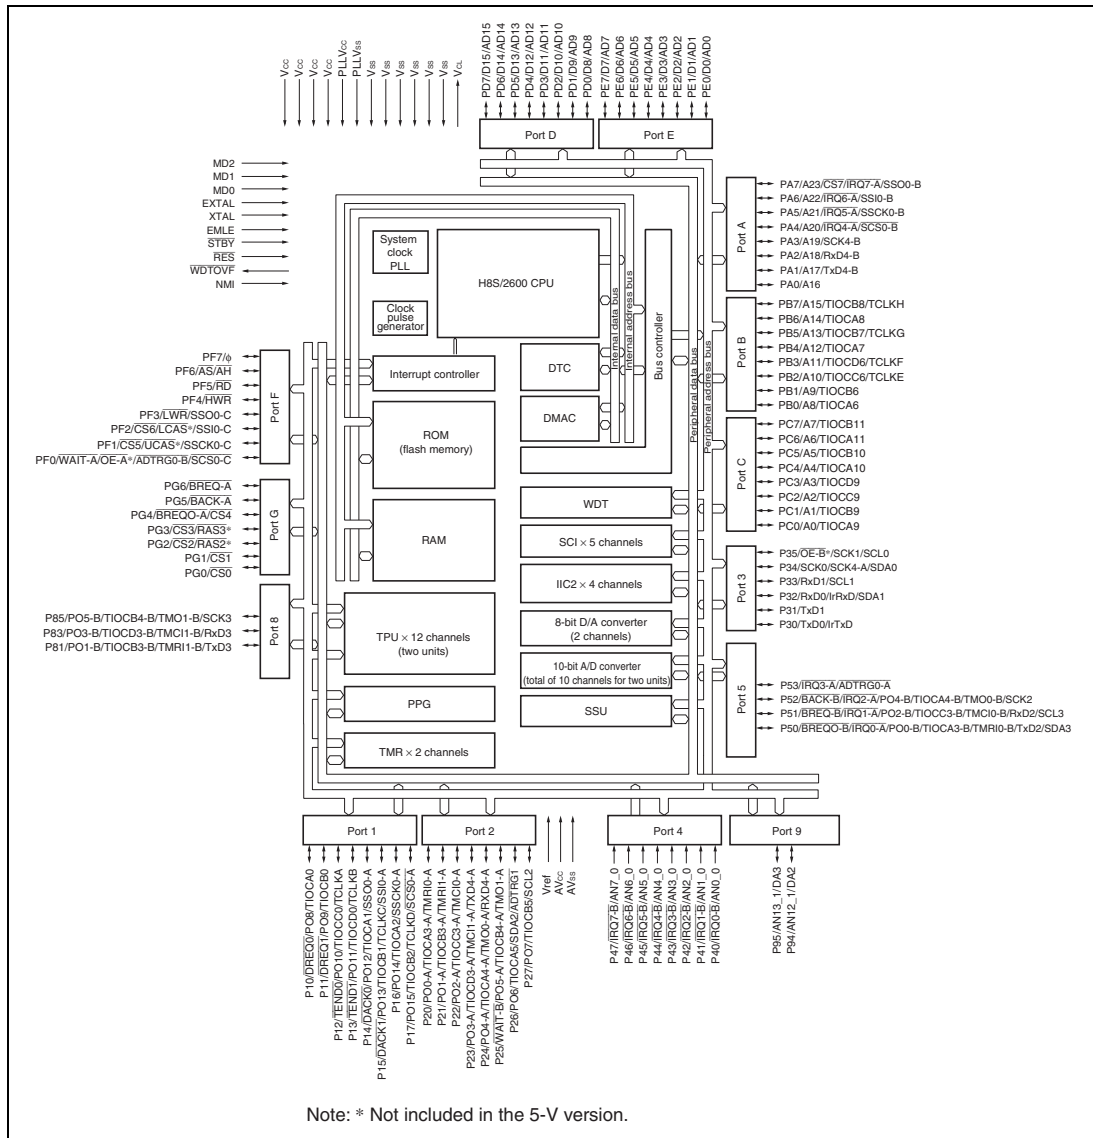 VCC
VCC
VCC
VCC
PLLVCC
PLLVSS
VSS
VSS
VSS
VSS
VSS
VSS
VCL
PD7/D15/AD15
PD6/D14/AD14
PD5/D13/AD13
PD4/D12/AD12
PD3/D11/AD11
PD2/D10/AD10
PD1/D9/AD9
PD0/D8/AD8
PE7/D7/AD7
PE6/D6/AD6
PE5/D5/AD5
PE4/D4/AD4
PE3/D3/AD3
PE2/D2/AD2
PE1/D1/AD1
PE0/D0/AD0
Port D
Port E
MD2
MD1
MD0
EXTAL
XTAL
EMLE
STBY
RES
WDTOVF
NMI
System
clock
PLL
Clock
pulse
generator
H8S/2600 CPU
Internal data bus
Internal address bus
Bus controller
Peripheral data bus
Peripheral address bus
DTC
DMAC
Interrupt controller
ROM
(flash memory)
RAM
TPU × 12 channels
(two units)
PPG
TMR × 2 channels
WDT
SCI × 5 channels
IIC2 × 4 channels
8-bit D/A converter
(2 channels)
10-bit A/D converter
(total of 10 channels for two units)
SSU
Port A
PA7/A23/CS7/IRQ7-A/SSO0-B
PA6/A22/IRQ6-A/SSI0-B
PA5/A21/IRQ5-A/SSCK0-B
PA4/A20/IRQ4-A/SCS0-B
PA3/A19/SCK4-B
PA2/A18/RxD4-B
PA1/A17/TxD4-B
PA0/A16
Port B
PB7/A15/TIOCB8/TCLKH
PB6/A14/TIOCA8
PB5/A13/TIOCB7/TCLKG
PB4/A12/TIOCA7
PB3/A11/TIOCD6/TCLKF
PB2/A10/TIOCC6/TCLKE
PB1/A9/TIOCB6
PB0/A8/TIOCA6
Port C
PC7/A7/TIOCB11
PC6/A6/TIOCA11
PC5/A5/TIOCB10
PC4/A4/TIOCA10
PC3/A3/TIOCD9
PC2/A2/TIOCC9
PC1/A1/TIOCB9
PC0/A0/TIOCA9
Port 3
P35/OE-B*/SCK1/SCL0
P34/SCK0/SCK4-A/SDA0
P33/RxD1/SCL1
P32/RxD0/IrRxD/SDA1
P31/TxD1
P30/TxD0/IrTxD
Port 5
P53/IRQ3-A/ADTRG0-A
P52/BACK-B/IRQ2-A/PO4-B/TIOCA4-B/TMO0-B/SCK2
P51/BREQ-B/IRQ1-A/PO2-B/TIOCC3-B/TMCI0-B/RxD2/SCL3
P50/BREQO-B/IRQ0-A/PO0-B/TIOCA3-B/TMRI0-B/TxD2/SDA3
PF7/ϕ
PF6/AS/AH
PF5/RD
PF4/HWR
PF3/LWR/SSO0-C
PF2/CS6/LCAS*/SSI0-C
PF1/CS5/UCAS*/SSCK0-C
PF0/WAIT-A/OE-A*/ADTRG0-B/SCS0-C
Port F
PG6/BREQ-A
PG5/BACK-A
PG4/BREQO-A/CS4
PG3/CS3/RAS3*
PG2/CS2/RAS2*
PG1/CS1
PG0/CS0
Port G
P85/PO5-B/TIOCB4-B/TMO1-B/SCK3
P83/PO3-B/TIOCD3-B/TMCI1-B/RxD3
P81/PO1-B/TIOCB3-B/TMRI1-B/TxD3
Port 8
Port 1
Port 2
Port 4
Port 9
P10/DREQ0/PO8/TIOCA0
P11/DREQ1/PO9/TIOCB0
P12/TEND0/PO10/TIOCC0/TCLKA
P13/TEND1/PO11/TIOCD0/TCLKB
P14/DACK0/PO12/TIOCA1/SSO0-A
P15/DACK1/PO13/TIOCB1/TCLKC/SSI0-A
P16/PO14/TIOCA2/SSCK0-A
P17/PO15/TIOCB2/TCLKD/SCS0-A
P20/PO0-A/TIOCA3-A/TMRI0-A
P21/PO1-A/TIOCB3-A/TMRI1-A
P22/PO2-A/TIOCC3-A/TMCI0-A
P23/PO3-A/TIOCD3-A/TMCI1-A/TXD4-A
P24/PO4-A/TIOCA4-A/TMO0-A/RXD4-A
P25/WAIT-B/PO5-A/TIOCB4-A/TMO1-A
P26/PO6/TIOCA5/SDA2/ADTRG1
P27/PO7/TIOCB5/SCL2
Vref
AVCC
AVSS
P47/IRQ7-B/AN7_0
P46/IRQ6-B/AN6_0
P45/IRQ5-B/AN5_0
P44/IRQ4-B/AN4_0
P43/IRQ3-B/AN3_0
P42/IRQ2-B/AN2_0
P41/IRQ1-B/AN1_0
P40/IRQ0-B/AN0_0
P95/AN13_1/DA3
P94/AN12_1/DA2
Note: * Not included in the 5-V version.